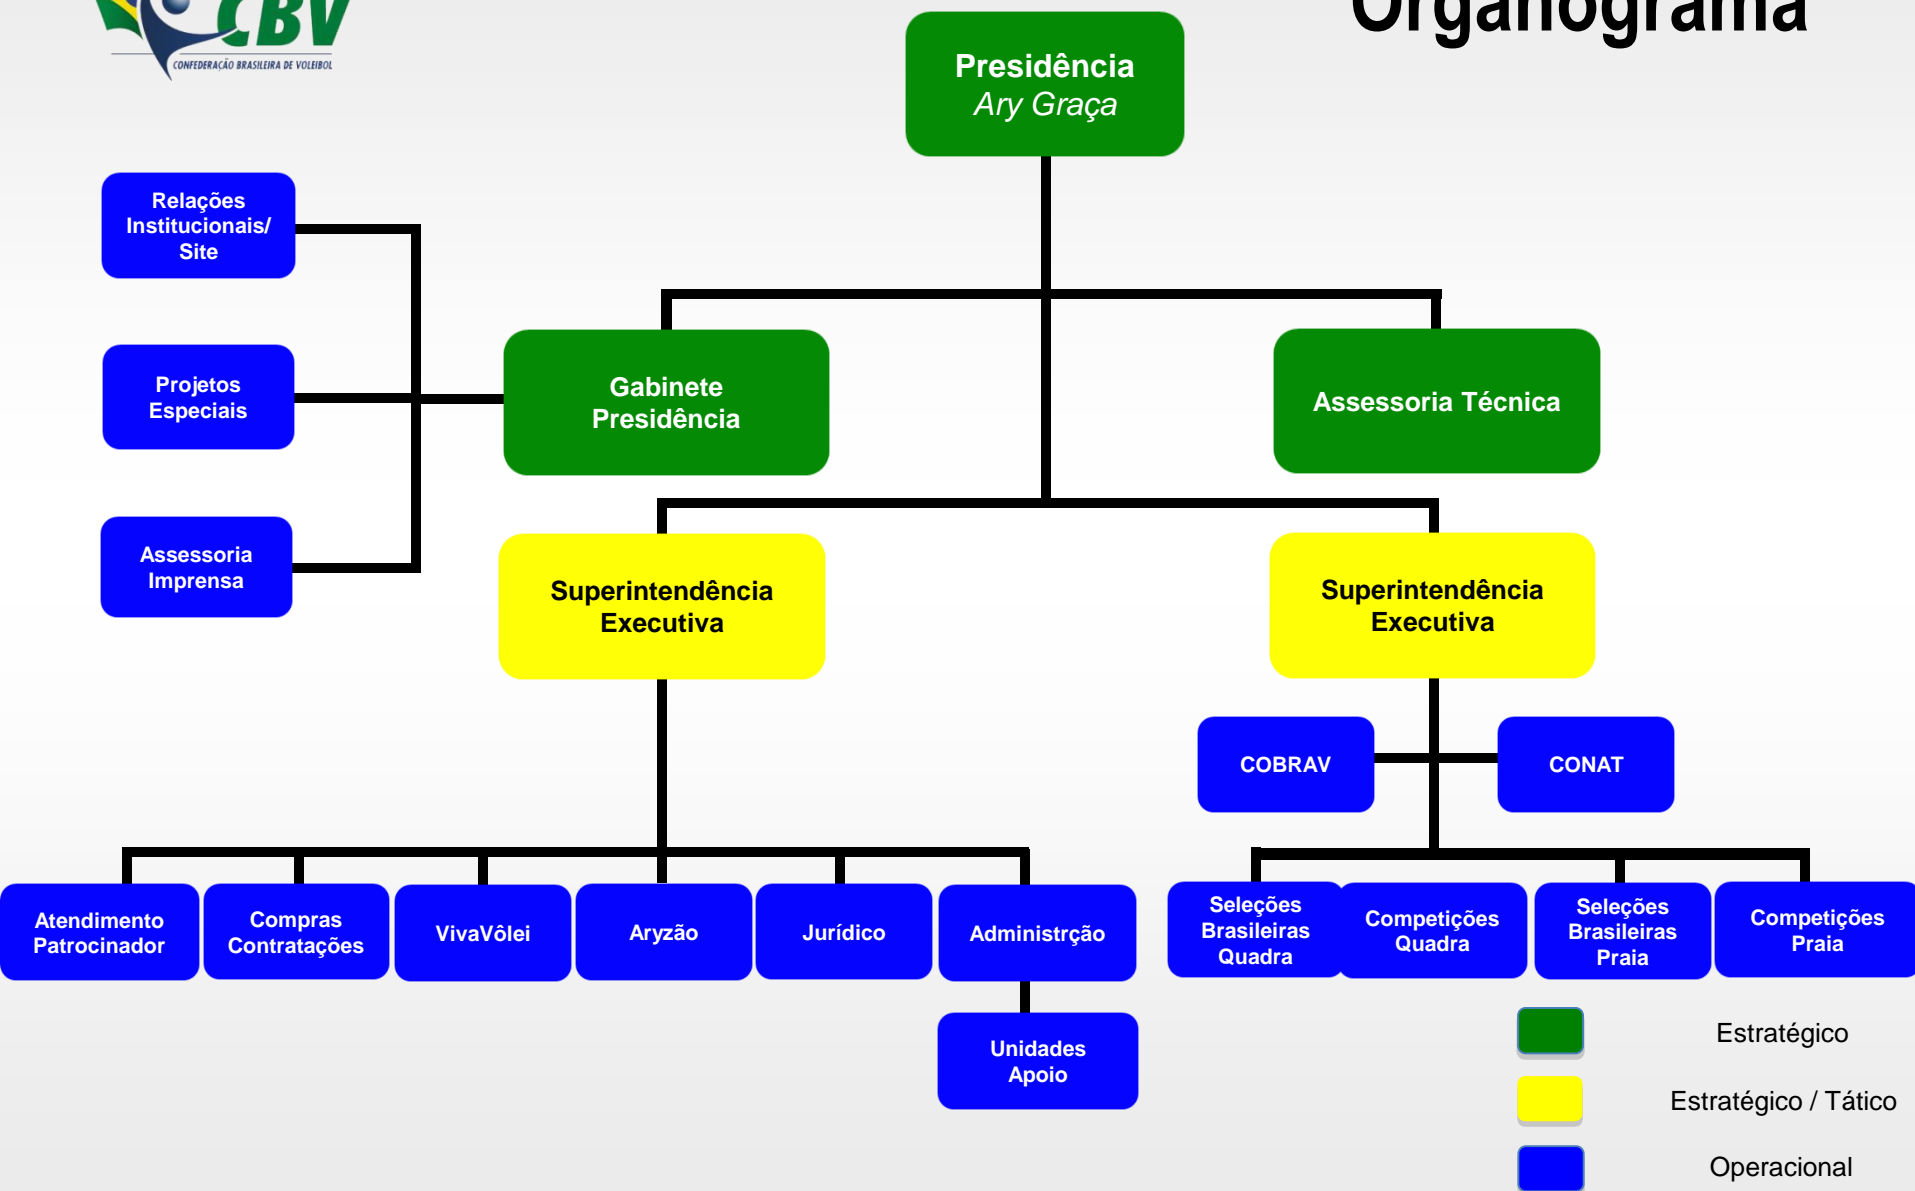 CBV
CONFEDERAÇÃO BRASILEIRA DE VOLEIBOL
Organograma
Presidência
Ary Graça
Relações
Institucionais/
Site
Projetos
Especiais
Assessoria
Imprensa
Gabinete
Presidência
Assessoria Técnica
Superintendência
Executiva
Superintendência
Executiva
COBRAV
CONAT
Atendimento
Patrocinador
Compras
Contratações
VivaVôlei
Aryzão
Jurídico
Administrção
Seleções
Brasileiras
Quadra
Competições
Quadra
Seleções
Brasileiras
Praia
Competições
Praia
Unidades
Apoio
Estratégico
Estratégico / Tático
Operacional